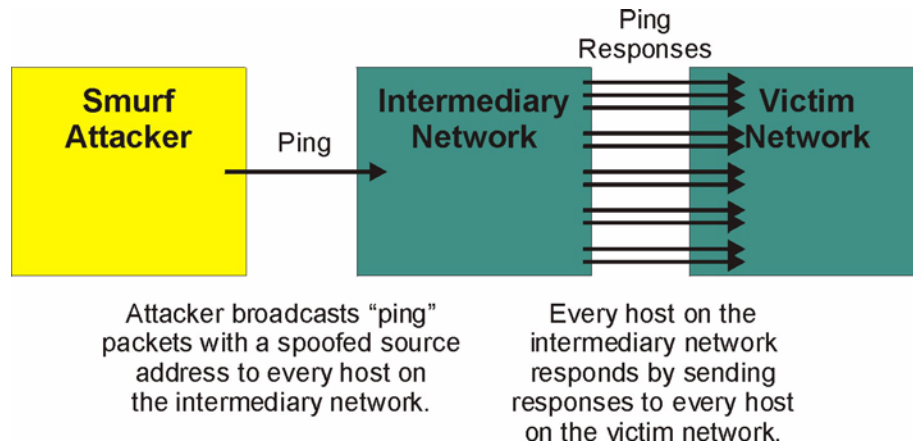 Ping
Responses
Smurf
Attacker
Ping
Intermediary
Network
Victim
Network
Attacker broadcasts “ping”
packets with a spoofed source
address to every host on
the intermediary network.
Every host on the
intermediary network
responds by sending
responses to every host
on the victim network.